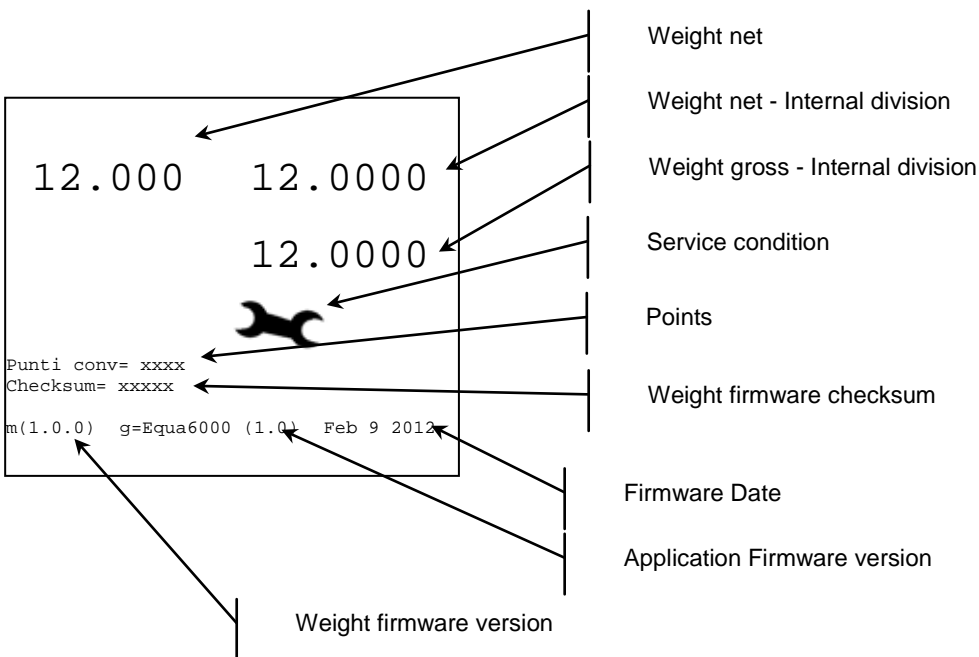 Weight net
Weight net - Internal division
Weight gross - Internal division
12.000 12.0000
12.0000
Service condition
Points
Punti conv= xxxx
Checksum= xxxxx
Weight firmware checksum
m(1.0.0) g=Equa6000 (1.0) Feb 9 2012
Firmware Date
Application Firmware version
Weight firmware version